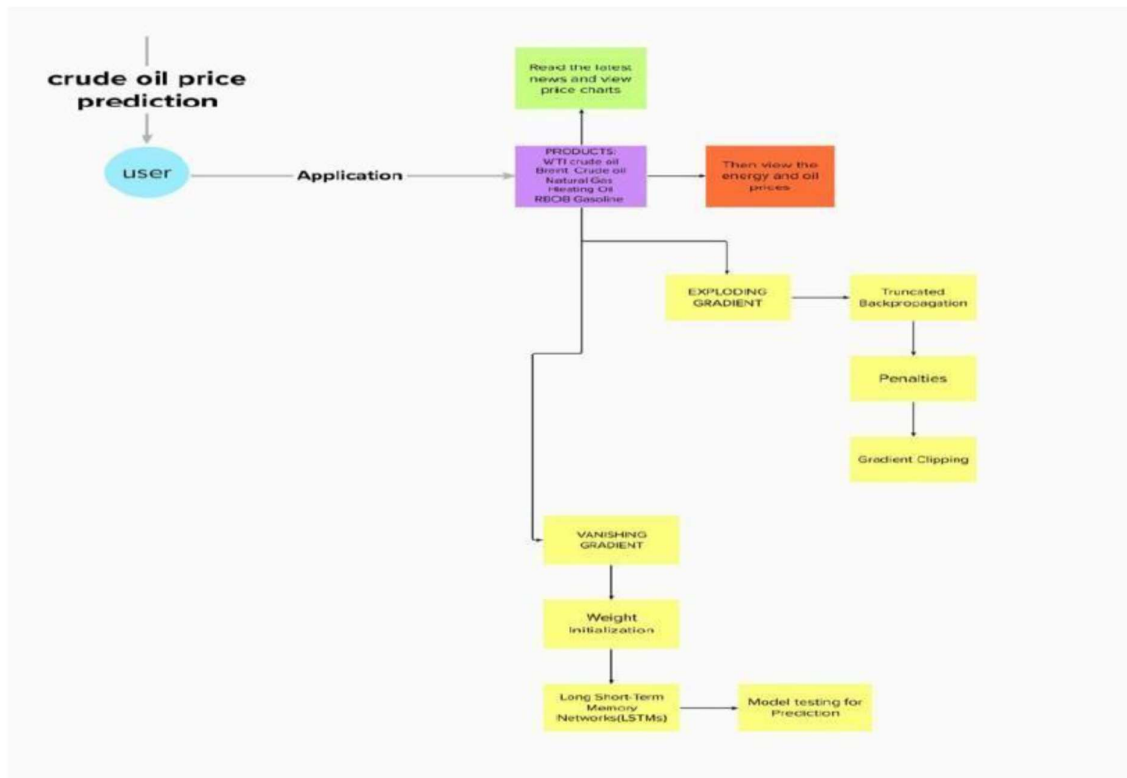 crude oil price
prediction
user
Application
Read the latest
news and view
price charts
PRODUCTS:
WTI crude oil
Brent Crude oil
Natural Gas
Heating Oil
RBOB Gasoline
Then view the
energy and oil
prices
EXPLODING
GRADIENT
Truncated
Backpropagation
Penalties
Gradient Clipping
VANISHING
GRADIENT
Weight
Initialization
Long Short-Term
Memory
Networks(LSTMs)
Model testing for
Prediction